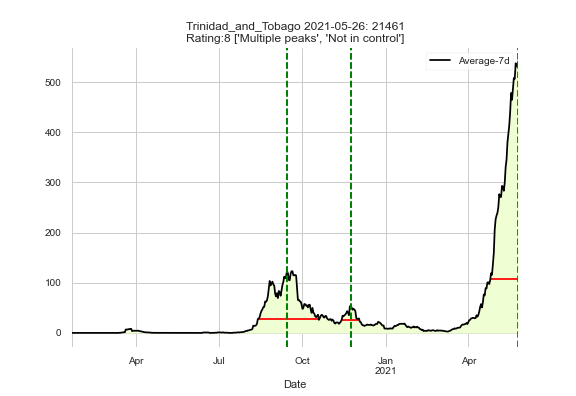 Trinidad_and_Tobago 2021-05-26: 21461
Rating:8 ['Multiple peaks', 'Not in control']
Average-7d
500
400
300
200
100
0
Apr
Jul
Oct
Jan
2021
Apr
Date